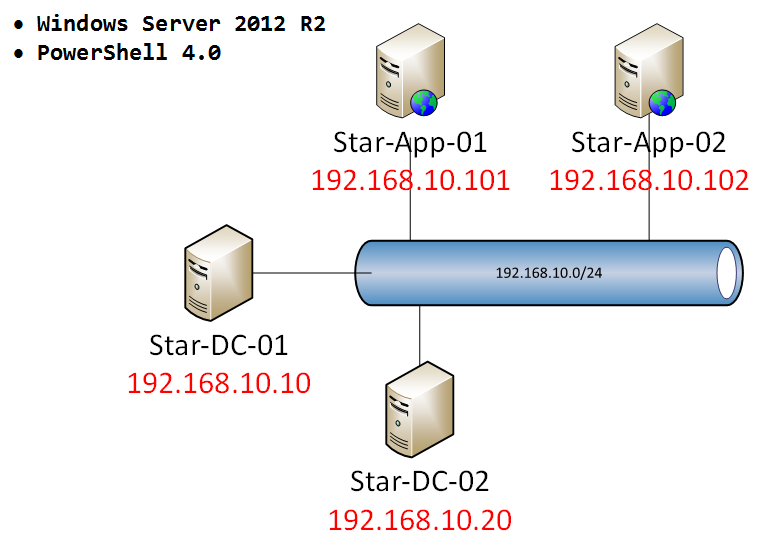 • Windows Server 2012 R2
• PowerShell 4.0
Star-App-01
192.168.10.101
Star-App-02
192.168.10.102
192.168.10.0/24
Star-DC-01
192.168.10.10
Star-DC-02
192.168.10.20